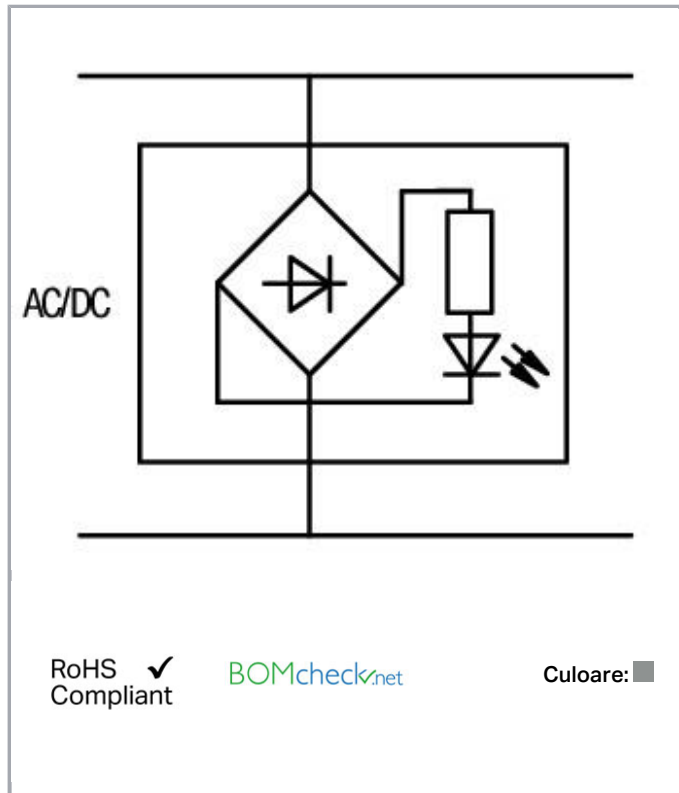 AC/DC
RoHS ✓
Compliant
BOMcheck.net
Culoare: